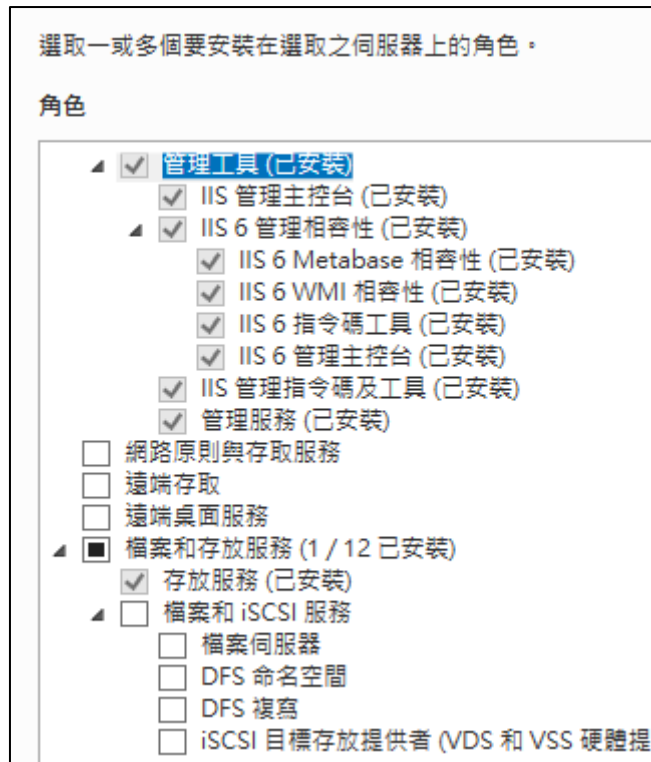 選取一或多個要安裝在選取之伺服器上的角色。
角色
管理工具 (已安裝)
IIS 管理主控台 (已安裝)
IIS 6 管理相容性 (已安裝)
IIS 6 Metabase 相容性 (已安裝)
IIS 6 WMI 相容性 (已安裝)
IIS 6 指令碼工具 (已安裝)
IIS 6 管理主控台 (已安裝)
IIS 管理指令碼及工具 (已安裝)
管理服務 (已安裝)
網路原則與存取服務
遠端存取
遠端桌面服務
檔案和存放服務 (1 / 12 已安裝)
存放服務 (已安裝)
檔案和 iSCSI 服務
檔案伺服器
DFS 命名空間
DFS 複寫
iSCSI 目標存放提供者 (VDS 和 VSS 硬體提